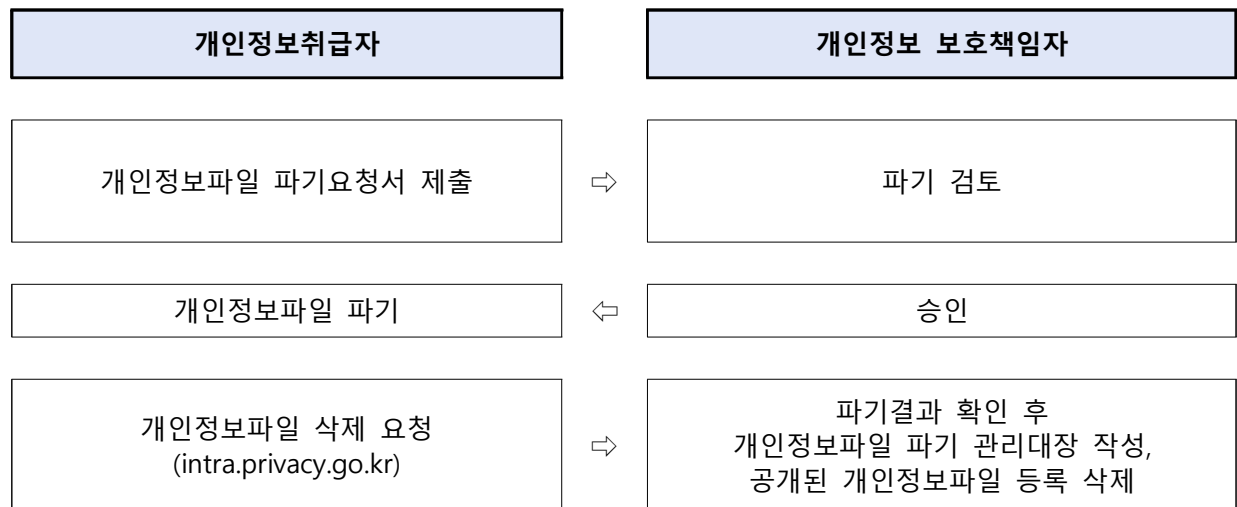 개인정보취급자
개인정보 보호책임자
개인정보파일 파기요청서 제출
⇨
파기 검토
개인정보파일 파기
⇦
승인
개인정보파일 삭제 요청
(intra.privacy.go.kr)
⇨
파기결과 확인 후
개인정보파일 파기 관리대장 작성,
공개된 개인정보파일 등록 삭제